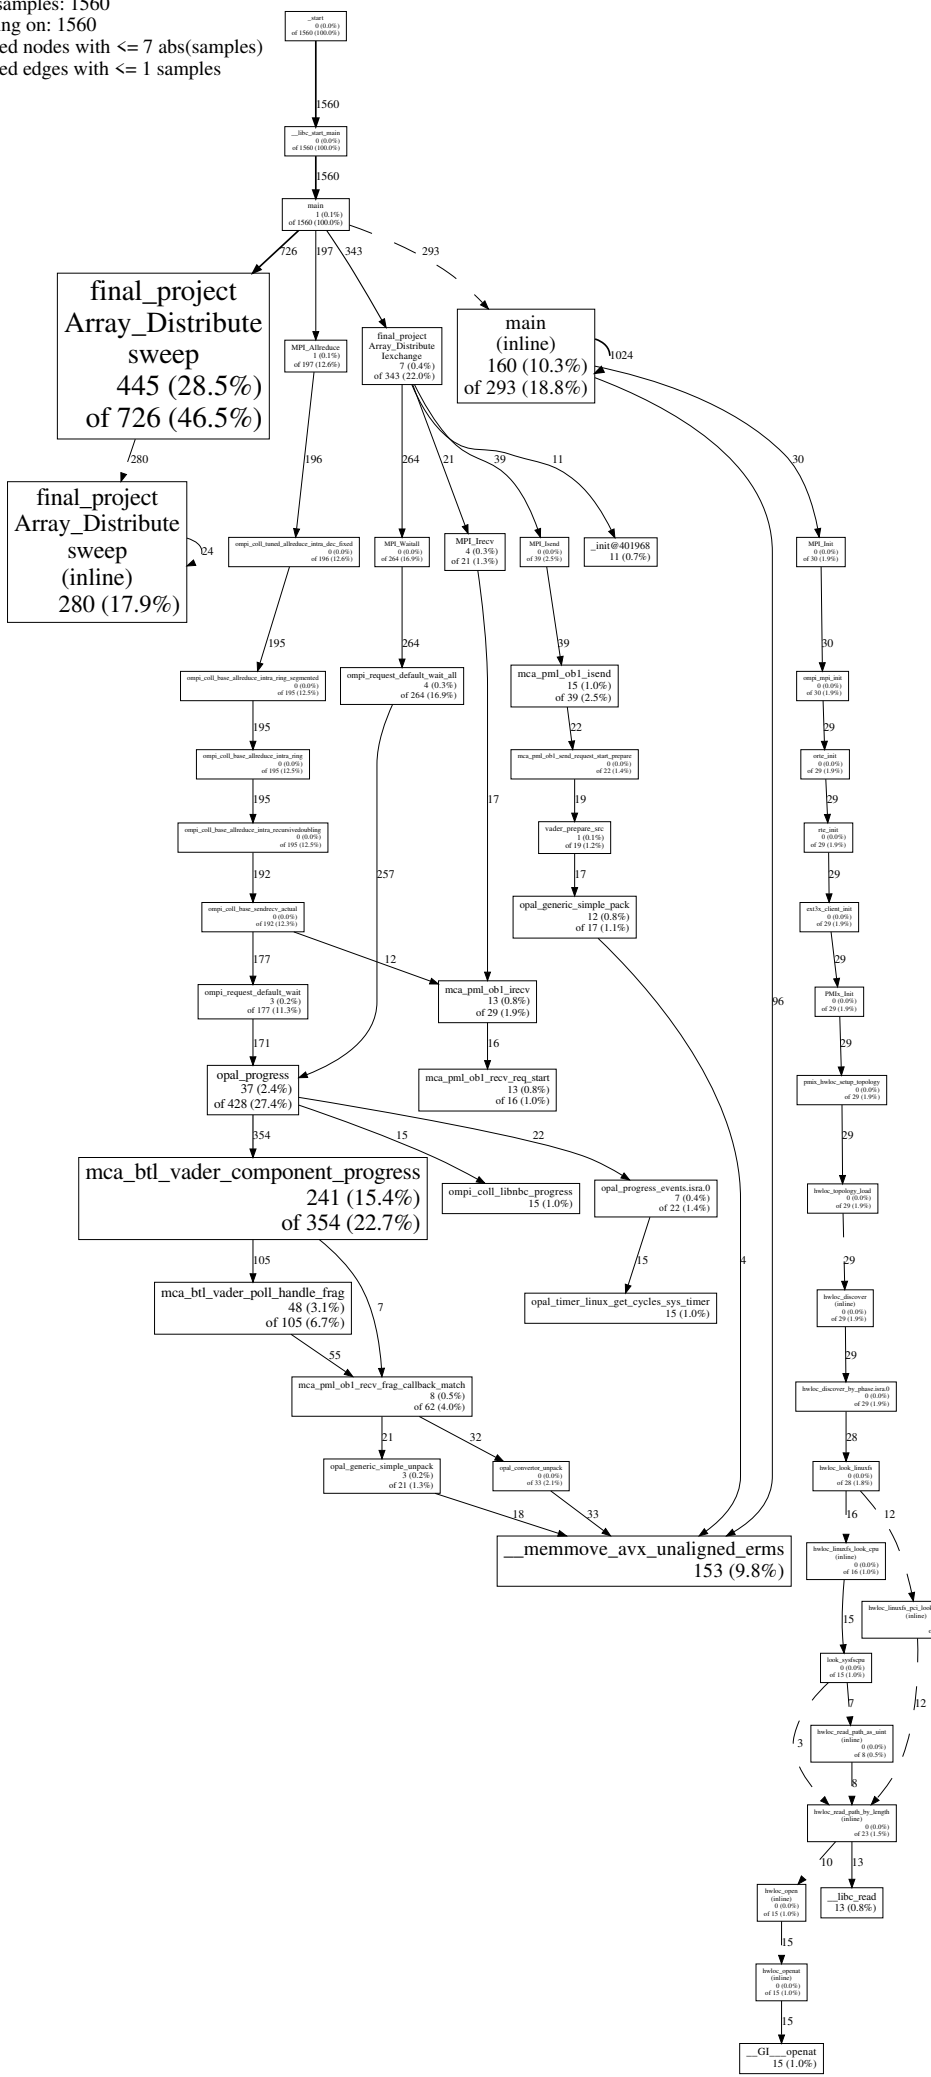 samples: 1560
ng on: 1560
ed nodes with <= 7 abs(samples)
ed edges with <= 1 samples
_start
0 (0.0%)
of 1560 (100.0%)
1560
__libc_start_main
0 (0.0%)
of 1560 (100.0%)
1560
main
1 (0.1%)
of 1560 (100.0%)
726
197
343
293
final_project
Array_Distribute
sweep
445 (28.5%)
of 726 (46.5%)
MPI_Allreduce
1 (0.1%)
of 197 (12.6%)
final_project
Array_Distribute
Iexchange
7 (0.4%)
of 343 (22.0%)
main
(inline)
160 (10.3%)
of 293 (18.8%)
1024
280
196
264
21
39
11
30
final_project
Array_Distribute
sweep
(inline)
280 (17.9%)
24
ompi_coll_tuned_allreduce_intra_dec_fixed
0 (0.0%)
of 196 (12.6%)
MPI_Waitall
0 (0.0%)
of 264 (16.9%)
MPI_Irecv
4 (0.3%)
of 21 (1.3%)
MPI_Isend
0 (0.0%)
of 39 (2.5%)
_init@401968
11 (0.7%)
MPI_Init
0 (0.0%)
of 30 (1.9%)
195
264
39
30
ompi_coll_base_allreduce_intra_ring_segmented
0 (0.0%)
of 195 (12.5%)
ompi_request_default_wait_all
4 (0.3%)
of 264 (16.9%)
mca_pml_ob1_isend
15 (1.0%)
of 39 (2.5%)
ompi_mpi_init
0 (0.0%)
of 30 (1.9%)
195
22
29
ompi_coll_base_allreduce_intra_ring
0 (0.0%)
of 195 (12.5%)
mca_pml_ob1_send_request_start_prepare
0 (0.0%)
of 22 (1.4%)
orte_init
0 (0.0%)
of 29 (1.9%)
195
17
19
29
ompi_coll_base_allreduce_intra_recursivedoubling
0 (0.0%)
of 195 (12.5%)
vader_prepare_src
1 (0.1%)
of 19 (1.2%)
rte_init
0 (0.0%)
of 29 (1.9%)
192
257
17
29
ompi_coll_base_sendrecv_actual
0 (0.0%)
of 192 (12.3%)
opal_generic_simple_pack
12 (0.8%)
of 17 (1.1%)
ext3x_client_init
0 (0.0%)
of 29 (1.9%)
177
12
29
ompi_request_default_wait
3 (0.2%)
of 177 (11.3%)
mca_pml_ob1_irecv
13 (0.8%)
of 29 (1.9%)
96
PMIx_Init
0 (0.0%)
of 29 (1.9%)
171
16
29
opal_progress
37 (2.4%)
of 428 (27.4%)
mca_pml_ob1_recv_req_start
13 (0.8%)
of 16 (1.0%)
pmix_hwloc_setup_topology
0 (0.0%)
of 29 (1.9%)
354
15
22
29
mca_btl_vader_component_progress
241 (15.4%)
of 354 (22.7%)
ompi_coll_libnbc_progress
15 (1.0%)
opal_progress_events.isra.0
7 (0.4%)
of 22 (1.4%)
hwloc_topology_load
0 (0.0%)
of 29 (1.9%)
105
15
4
29
mca_btl_vader_poll_handle_frag
48 (3.1%)
of 105 (6.7%)
7
opal_timer_linux_get_cycles_sys_timer
15 (1.0%)
hwloc_discover
(inline)
0 (0.0%)
of 29 (1.9%)
55
29
mca_pml_ob1_recv_frag_callback_match
8 (0.5%)
of 62 (4.0%)
hwloc_discover_by_phase.isra.0
0 (0.0%)
of 29 (1.9%)
21
32
28
opal_generic_simple_unpack
3 (0.2%)
of 21 (1.3%)
opal_convertor_unpack
0 (0.0%)
of 33 (2.1%)
hwloc_look_linuxfs
0 (0.0%)
of 28 (1.8%)
18
33
16
12
__memmove_avx_unaligned_erms
153 (9.8%)
hwloc_linuxfs_look_cpu
(inline)
0 (0.0%)
of 16 (1.0%)
hwloc_linuxfs_pci_look
(inline)
15
look_sysfscpu
0 (0.0%)
of 15 (1.0%)
7
12
3
hwloc_read_path_as_uint
(inline)
0 (0.0%)
of 8 (0.5%)
8
hwloc_read_path_by_length
(inline)
0 (0.0%)
of 23 (1.5%)
10
13
hwloc_open
(inline)
0 (0.0%)
of 15 (1.0%)
__libc_read
13 (0.8%)
15
hwloc_openat
(inline)
0 (0.0%)
of 15 (1.0%)
15
__GI___openat
15 (1.0%)